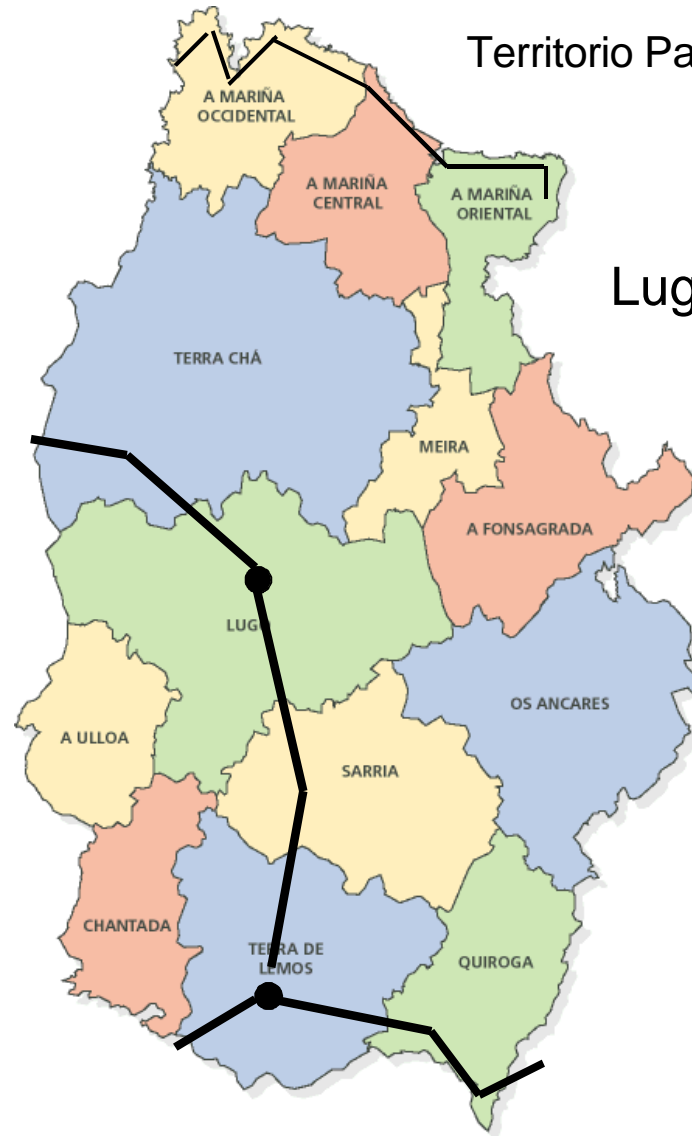 Territorio Pa
A MARIÑA
OCCIDENTAL
A MARIÑA
CENTRAL
A MARIÑA
ORIENTAL
Lug
TERRA CHÁ
MEIRA
A FONSAGRADA
LUGO
OS ANCARES
A ULLOA
SARRIA
CHANTADA
TERRA DE
LEMOS
QUIROGA